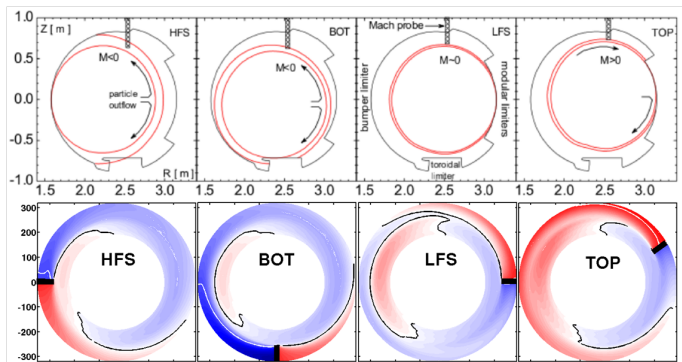 1.0
Z [ m ]
HFS
BOT
Mach probe
LFS
TOP
0.5
M<0
M<0
M~0
M>0
0.0
particle
outflow
bumper limiter
modular limiters
-0.5
toroidal
limiter
-1.0
R [ m ]
1.5 2.0 2.5 3.0
1.5 2.0 2.5 3.0
1.5 2.0 2.5 3.0
1.5 2.0 2.5 3.0
300
200
100
0
-100
-200
-300
HFS
BOT
LFS
TOP